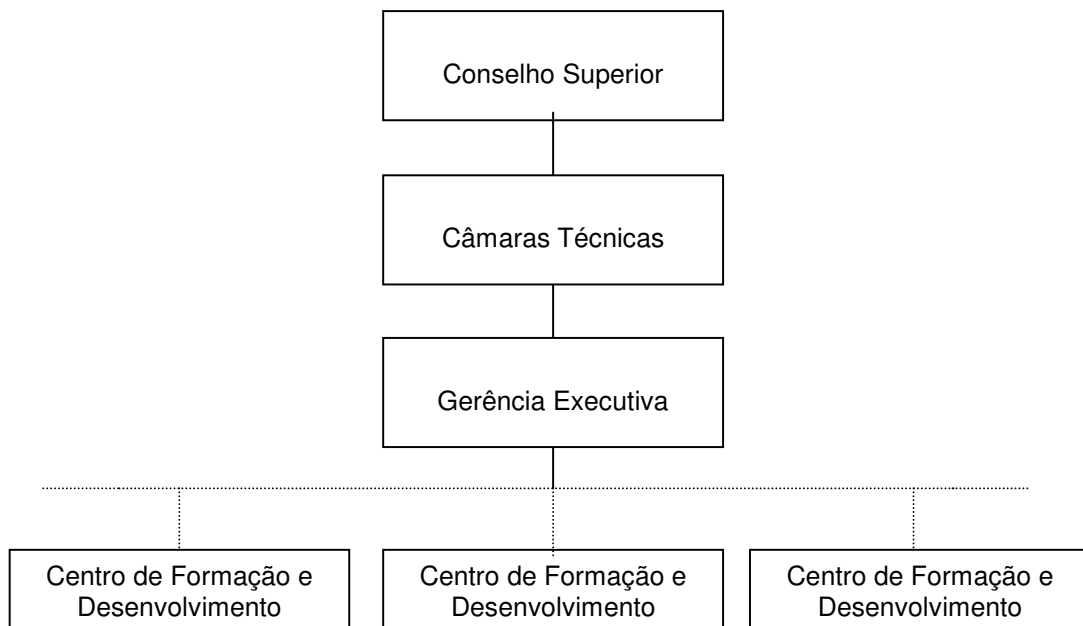 Conselho Superior
Câmaras Técnicas
Gerência Executiva
Centro de Formação e
Desenvolvimento
Centro de Formação e
Desenvolvimento
Centro de Formação e
Desenvolvimento